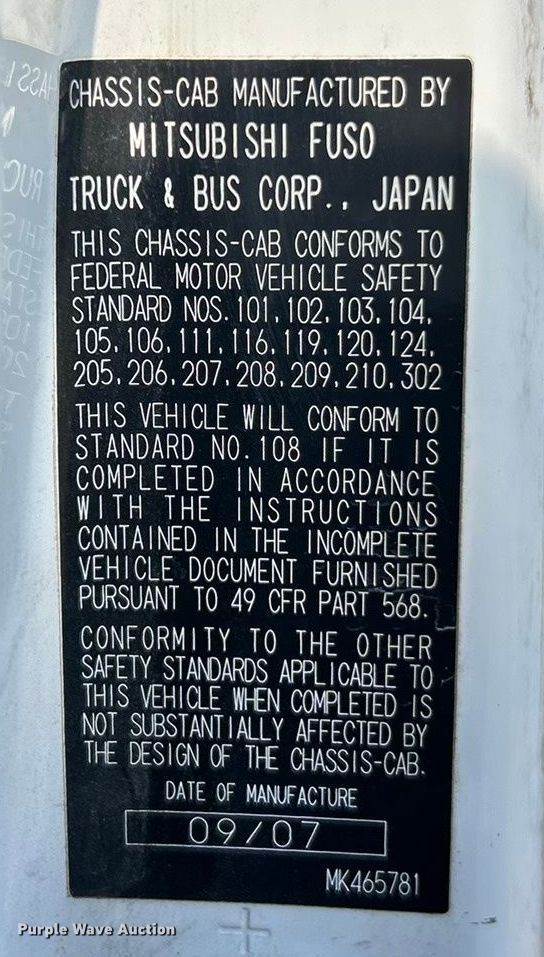 CHASSIS-CAB MANUFACTURED BY
MITSUBISHI FUSO
TRUCK & BUS CORP., JAPAN
THIS CHASSIS-CAB CONFORMS TO
FEDERAL MOTOR VEHICLE SAFETY
STANDARD NOS. 101, 102, 103, 104,
105, 106, 111, 116, 119, 120, 124,
205, 206, 207, 208, 209, 210, 302
THIS VEHICLE WILL CONFORM TO
STANDARD NO. 108 IF IT IS
COMPLETED IN ACCORDANCE
WITH THE INSTRUCTIONS
CONTAINED IN THE INCOMPLETE
VEHICLE DOCUMENT FURNISHED
PURSUANT TO 49 CFR PART 568.
CONFORMITY TO THE OTHER
SAFETY STANDARDS APPLICABLE TO
THIS VEHICLE WHEN COMPLETED IS
NOT SUBSTANTIALLY AFFECTED BY
THE DESIGN OF THE CHASSIS-CAB.
DATE OF MANUFACTURE
09/07
MK465781
Purple Wave Auction